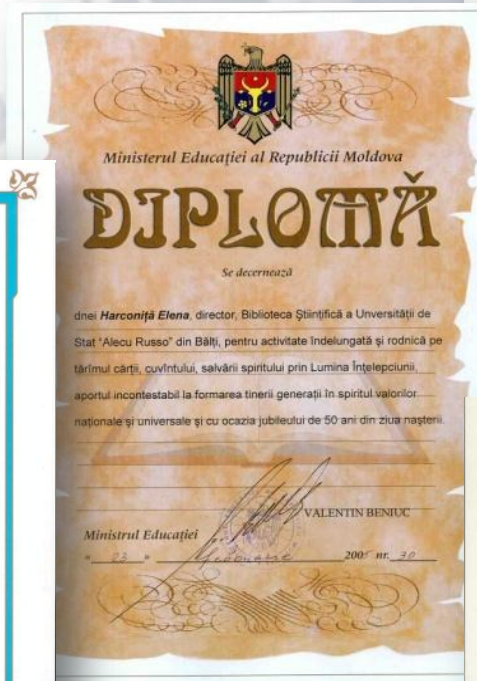 Ministerul Educației al Republicii Moldova
DIPLOMĂ
Se decernează
dnei Harconiță Elena, director, Biblioteca Științifică a Unversității de
Stat "Alecu Russo" din Bălți, pentru activitate îndelungată și rodnică pe
tărîmul cărții, cuvîntului, salvării spiritului prin Lumina Înțelepciunii,
aportul incontestabil la formarea tinerii generații în spiritul valorilor
naționale și universale și cu ocazia jubileului de 50 ani din ziua nașterii.
VALENTIN BENIUC
Ministrul Educației
" 23 " 200 nr. 30